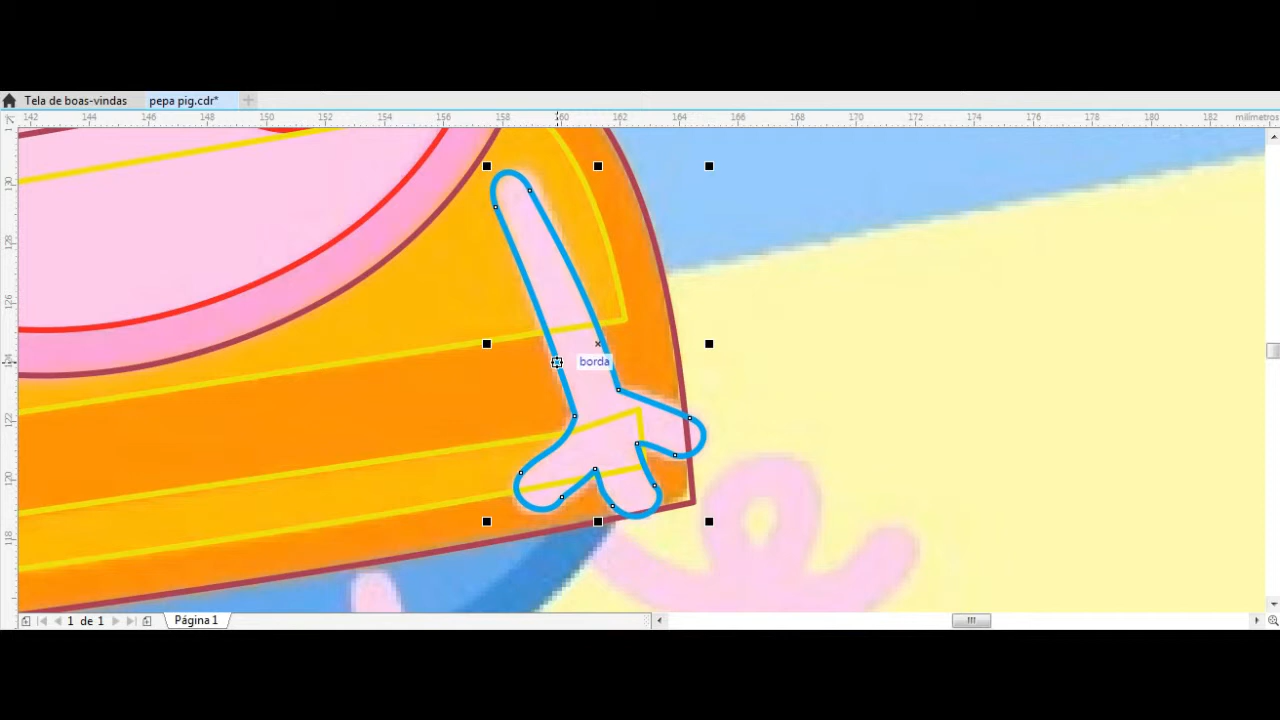 Tela de boas-vindas pepa pig.cdr*
142 144 146 148 150 152 154 156 158 160 162 164 166 168 170 172 174 176 178 180 182 milímetros
130
128
126
124
122
120
118
borda
1 de 1 Página 1